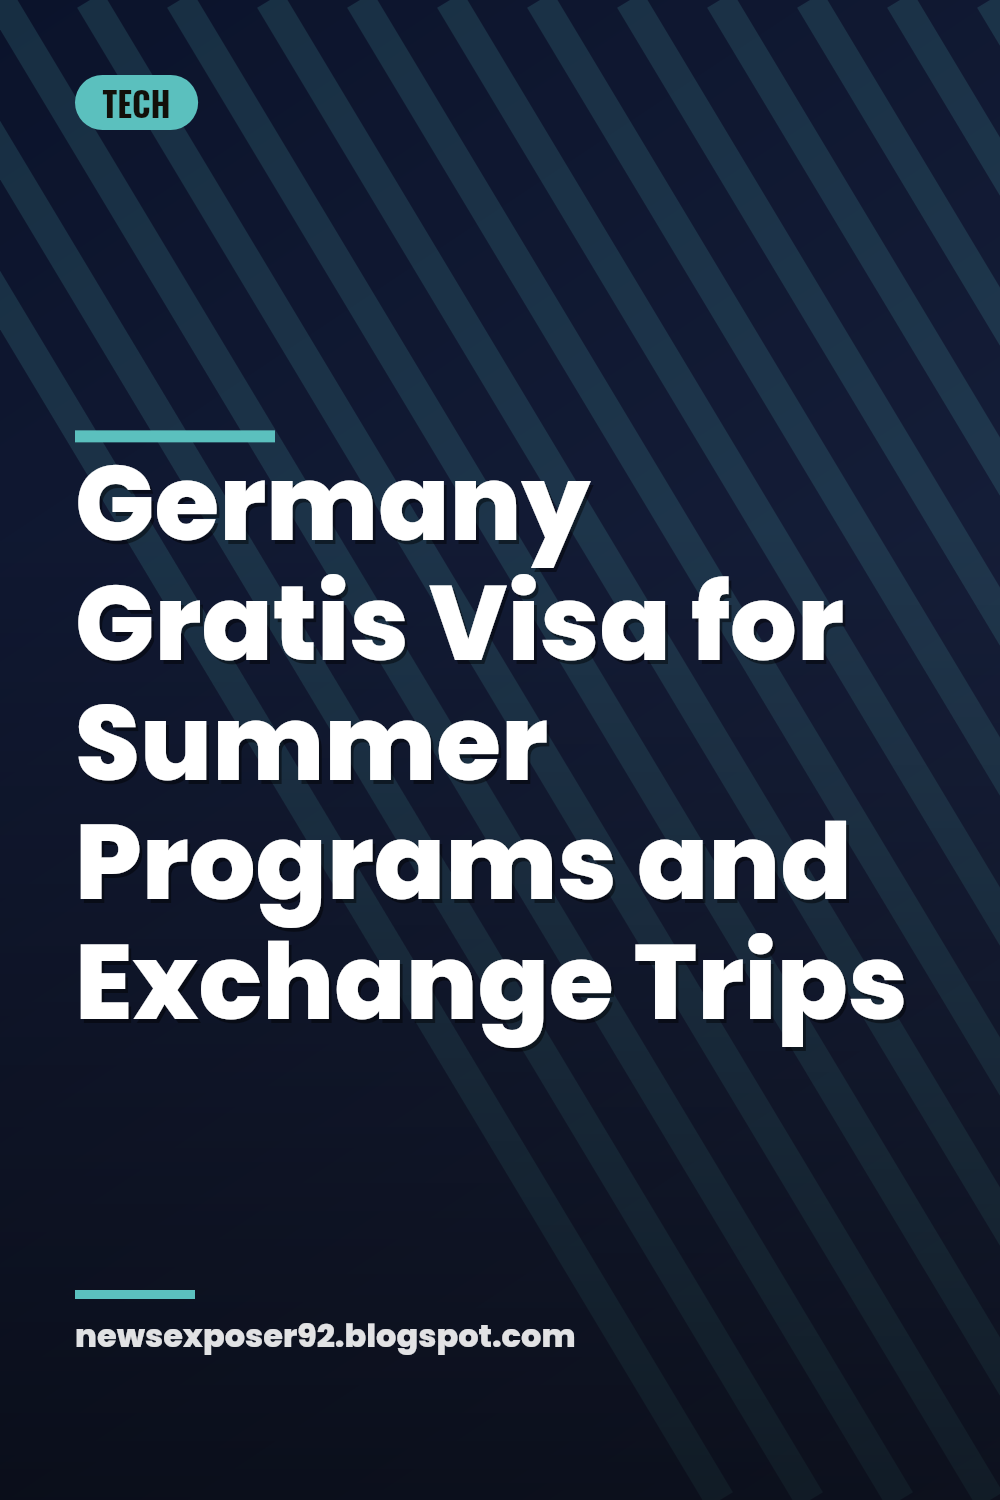 TECH
Germany
Gratis Visa for
Summer
Programs and
Exchange Trips
newsexposer92.blogspot.com